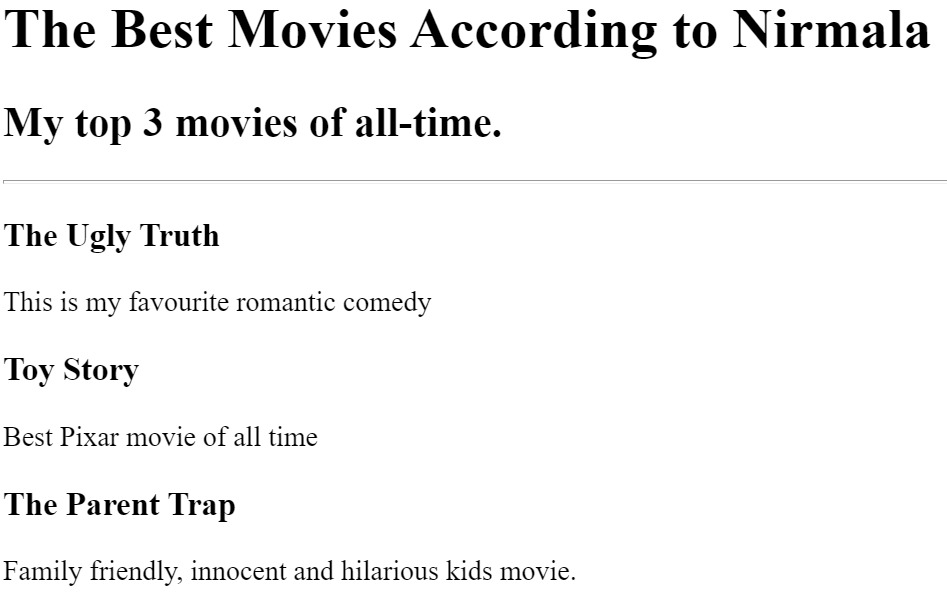 The Best Movies According to Nirmala
My top 3 movies of all-time.
The Ugly Truth
This is my favourite romantic comedy
Toy Story
Best Pixar movie of all time
The Parent Trap
Family friendly, innocent and hilarious kids movie.